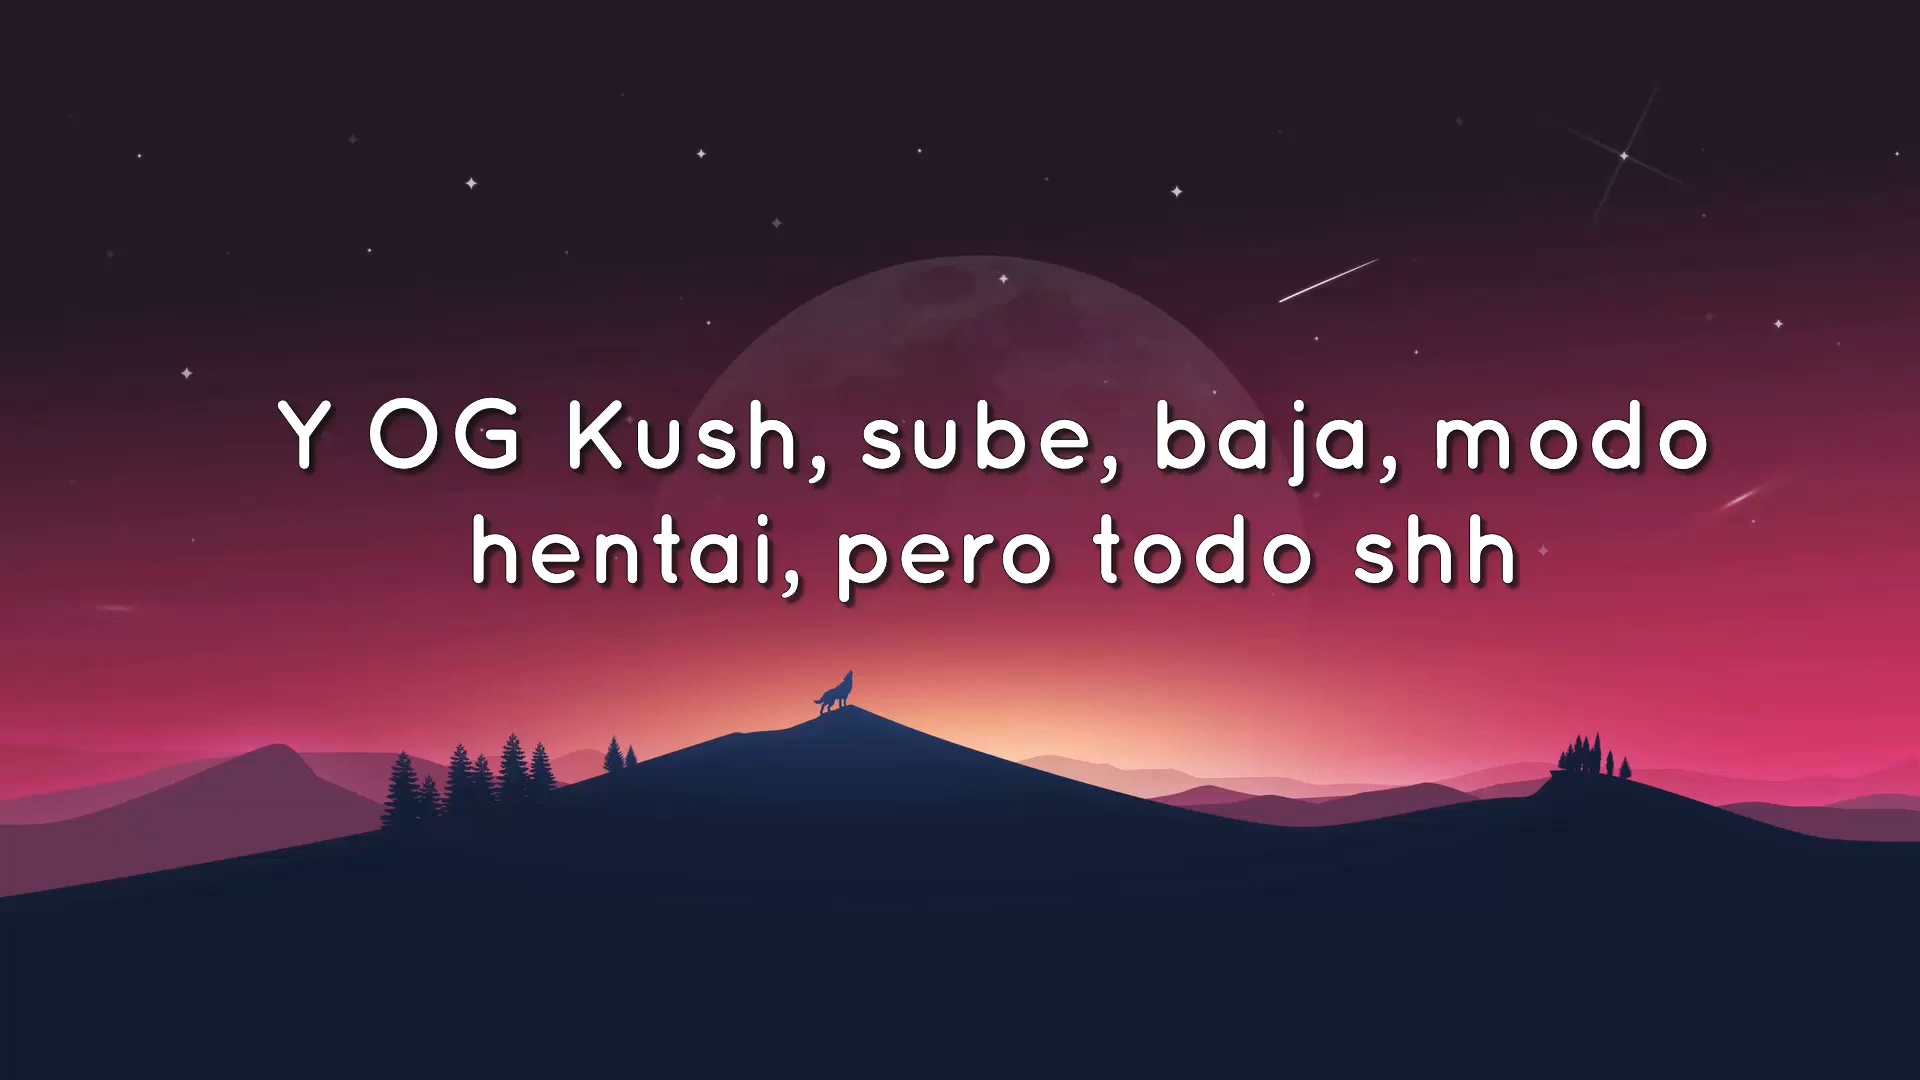 Y OG Kush, sube, baja, modo
hentai, pero todo shh